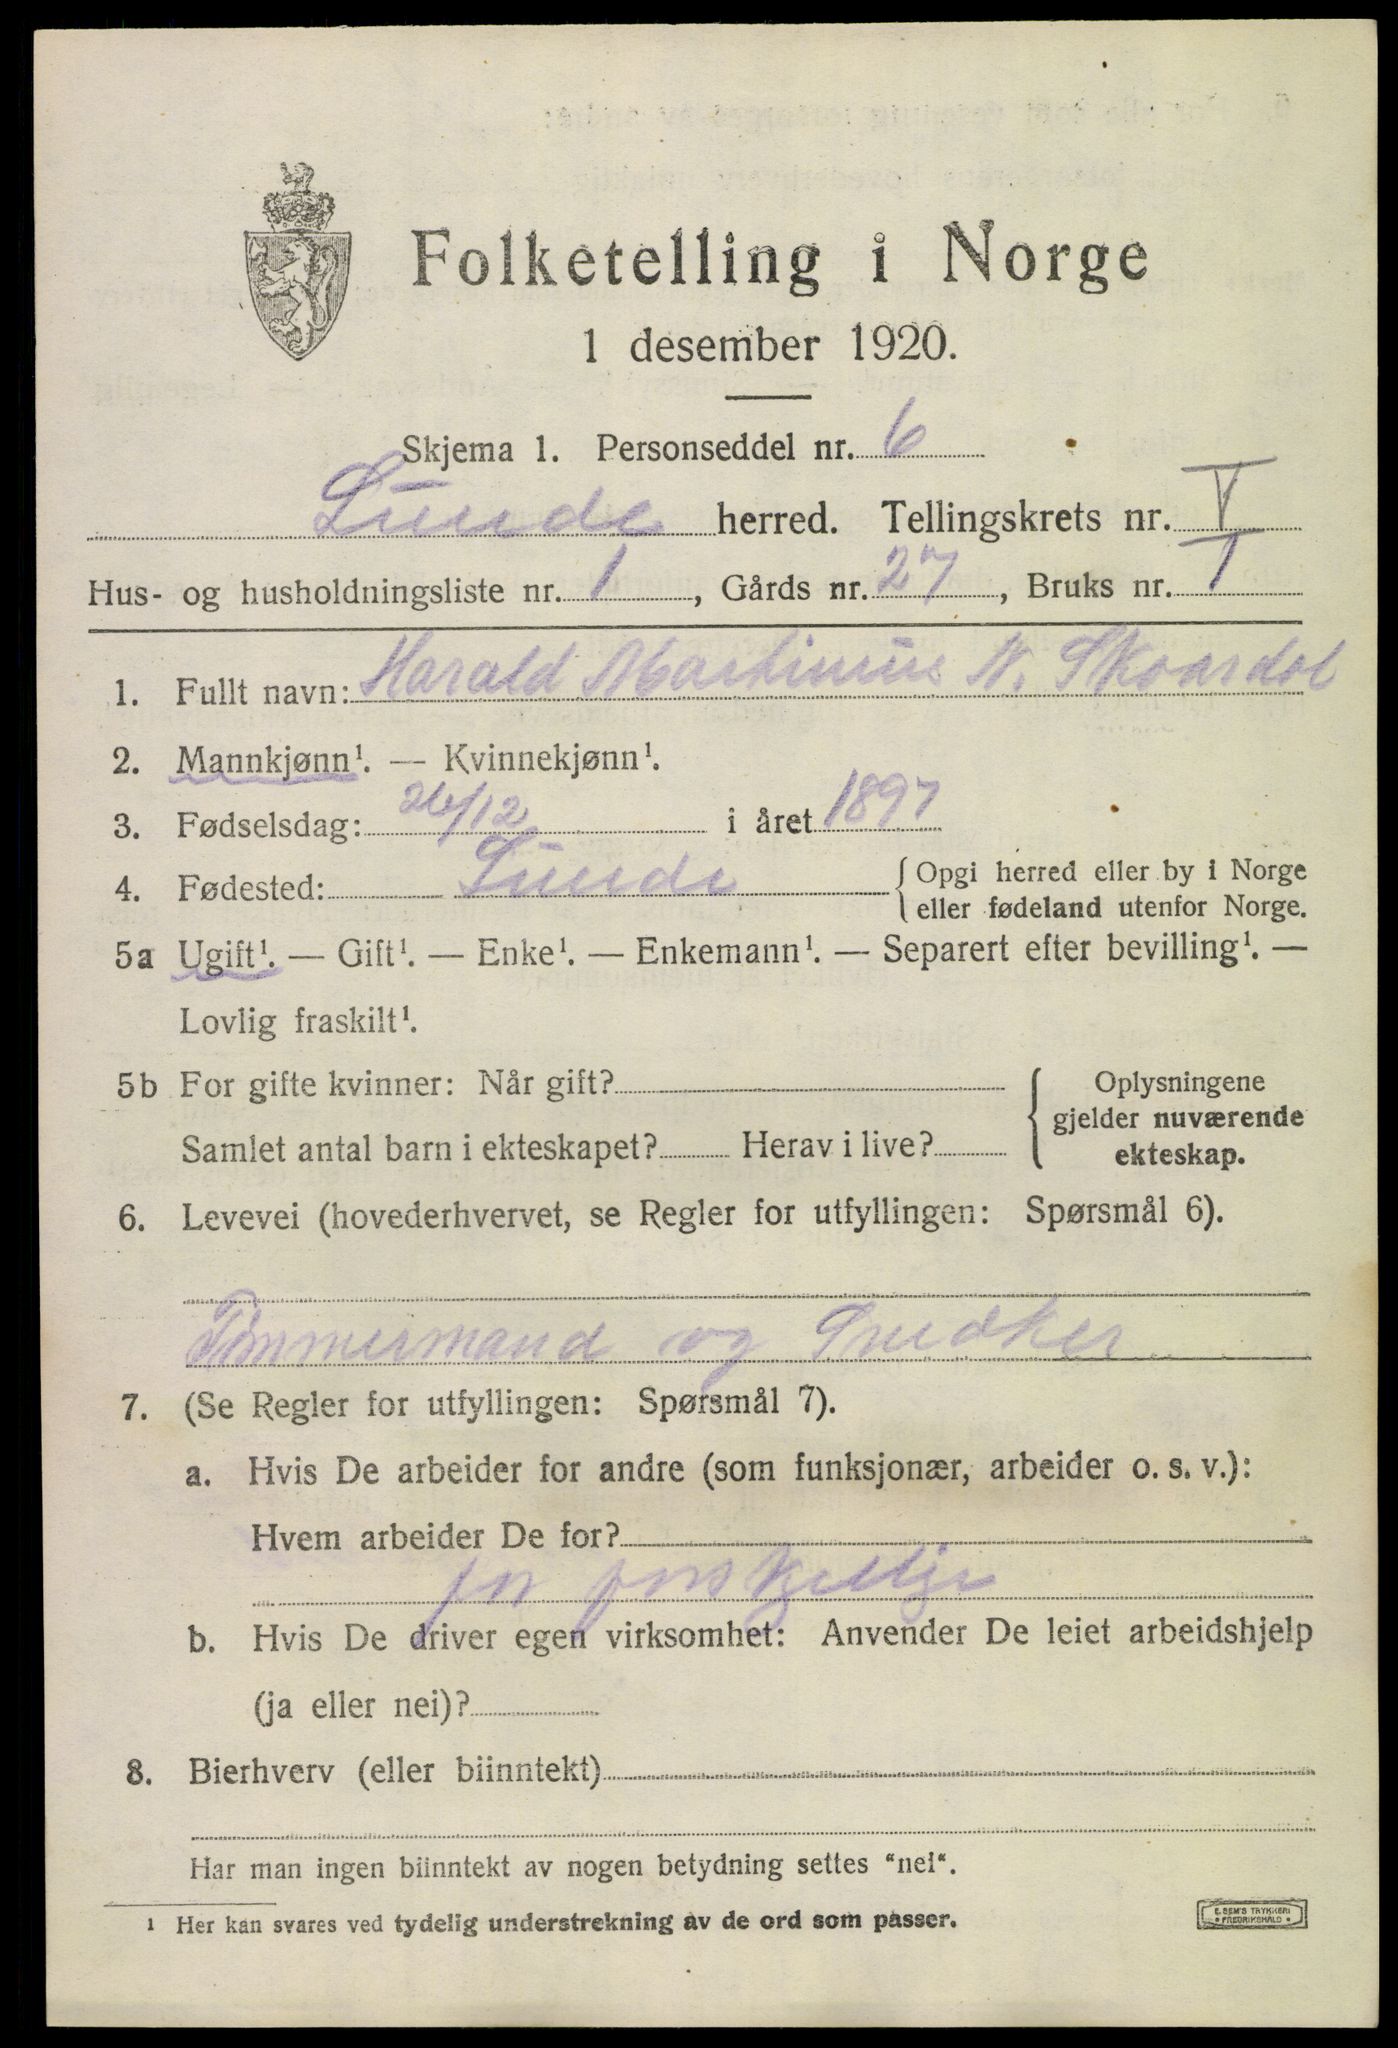 Folketelling i Norge
1 desember 1920.
Skjema 1. Personseddel nr. 6
Lunde herred. Tellingskrets nr. V
Hus- og husholdningsliste nr. 1, Gårds nr. 27, Bruks nr. 1
1. Fullt navn: Harald Martinius N. Skoardal
2. Mannkjønn¹. — Kvinnekjønn¹.
3. Fødselsdag: 26/12 i året 1897
4. Fødested: Lunde { Opgi herred eller by i Norge
eller fødeland utenfor Norge.
5a Ugift¹. — Gift¹. — Enke¹. — Enkemann¹. — Separert efter bevilling¹. —
Lovlig fraskilt¹.
5b For gifte kvinner: Når gift? { Oplysningene
gjelder nuværende
Samlet antal barn i ekteskapet? Herav i live? ekteskap.
6. Levevei (hovederhvervet, se Regler for utfyllingen: Spørsmål 6).
Tømmermand og Snedker
7. (Se Regler for utfyllingen: Spørsmål 7).
a. Hvis De arbeider for andre (som funksjonær, arbeider o. s. v.):
Hvem arbeider De for?
for forskjellige
b. Hvis De driver egen virksomhet: Anvender De leiet arbeidshjelp
(ja eller nei)?
8. Bierhverv (eller biinntekt)
Har man ingen biinntekt av nogen betydning settes "nei".
1 Her kan svares ved tydelig understrekning av de ord som passer.
E. SEM'S TRYKKERI
• FREDRIKSHALD •